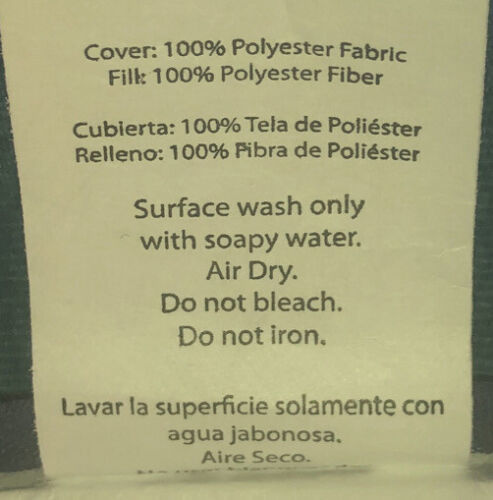 Cover: 100% Polyester Fabric
Fill: 100% Polyester Fiber
Cubierta: 100% Tela de Poliéster
Relleno: 100% Fibra de Poliéster
Surface wash only
with soapy water.
Air Dry.
Do not bleach.
Do not iron.
Lavar la superficie solamente con
agua jabonosa.
Aire Seco.